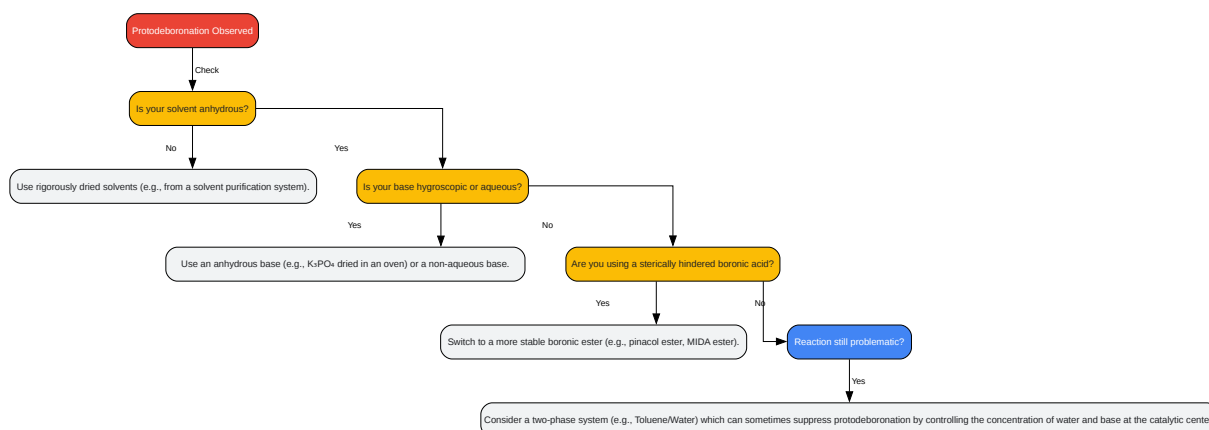 Protodeboronation Observed
Check
Is your solvent anhydrous?
No
Yes
Use rigorously dried solvents (e.g., from a solvent purification system).
Is your base hygroscopic or aqueous?
Yes
No
Use an anhydrous base (e.g., K₃PO₄ dried in an oven) or a non-aqueous base.
Are you using a sterically hindered boronic acid?
Yes
No
Switch to a more stable boronic ester (e.g., pinacol ester, MIDA ester).
Reaction still problematic?
Yes
Consider a two-phase system (e.g., Toluene/Water) which can sometimes suppress protodeboronation by controlling the concentration of water and base at the catalytic cente